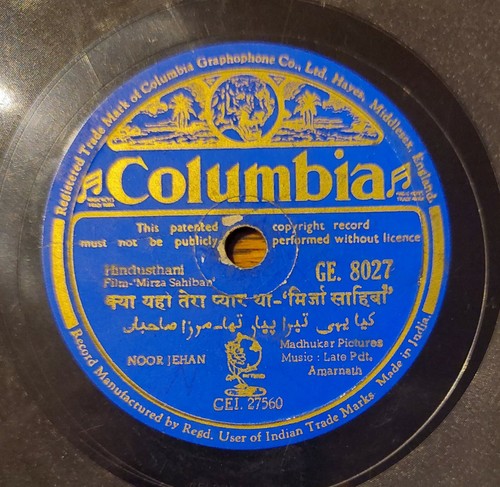 Registered Trade Mark of Columbia Graphophone Co., Ltd. Hayes, Middlesex, England.
Columbia
This patented copyright record
must not be publicly performed without licence
Hindusthani
Film-'Mirza Sahiban'
GE. 8027
क्या यही तेरा प्यार था-'मिर्जा साहिबाँ'
کیا یہی تیرا پیار تھا۔مرزا صاحباں
NOOR JEHAN
Madhukar Pictures
Music : Late Pdt.
Amarnath
CEI. 27560
Record Manufactured by Regd. User of Indian Trade Marks Made in India.